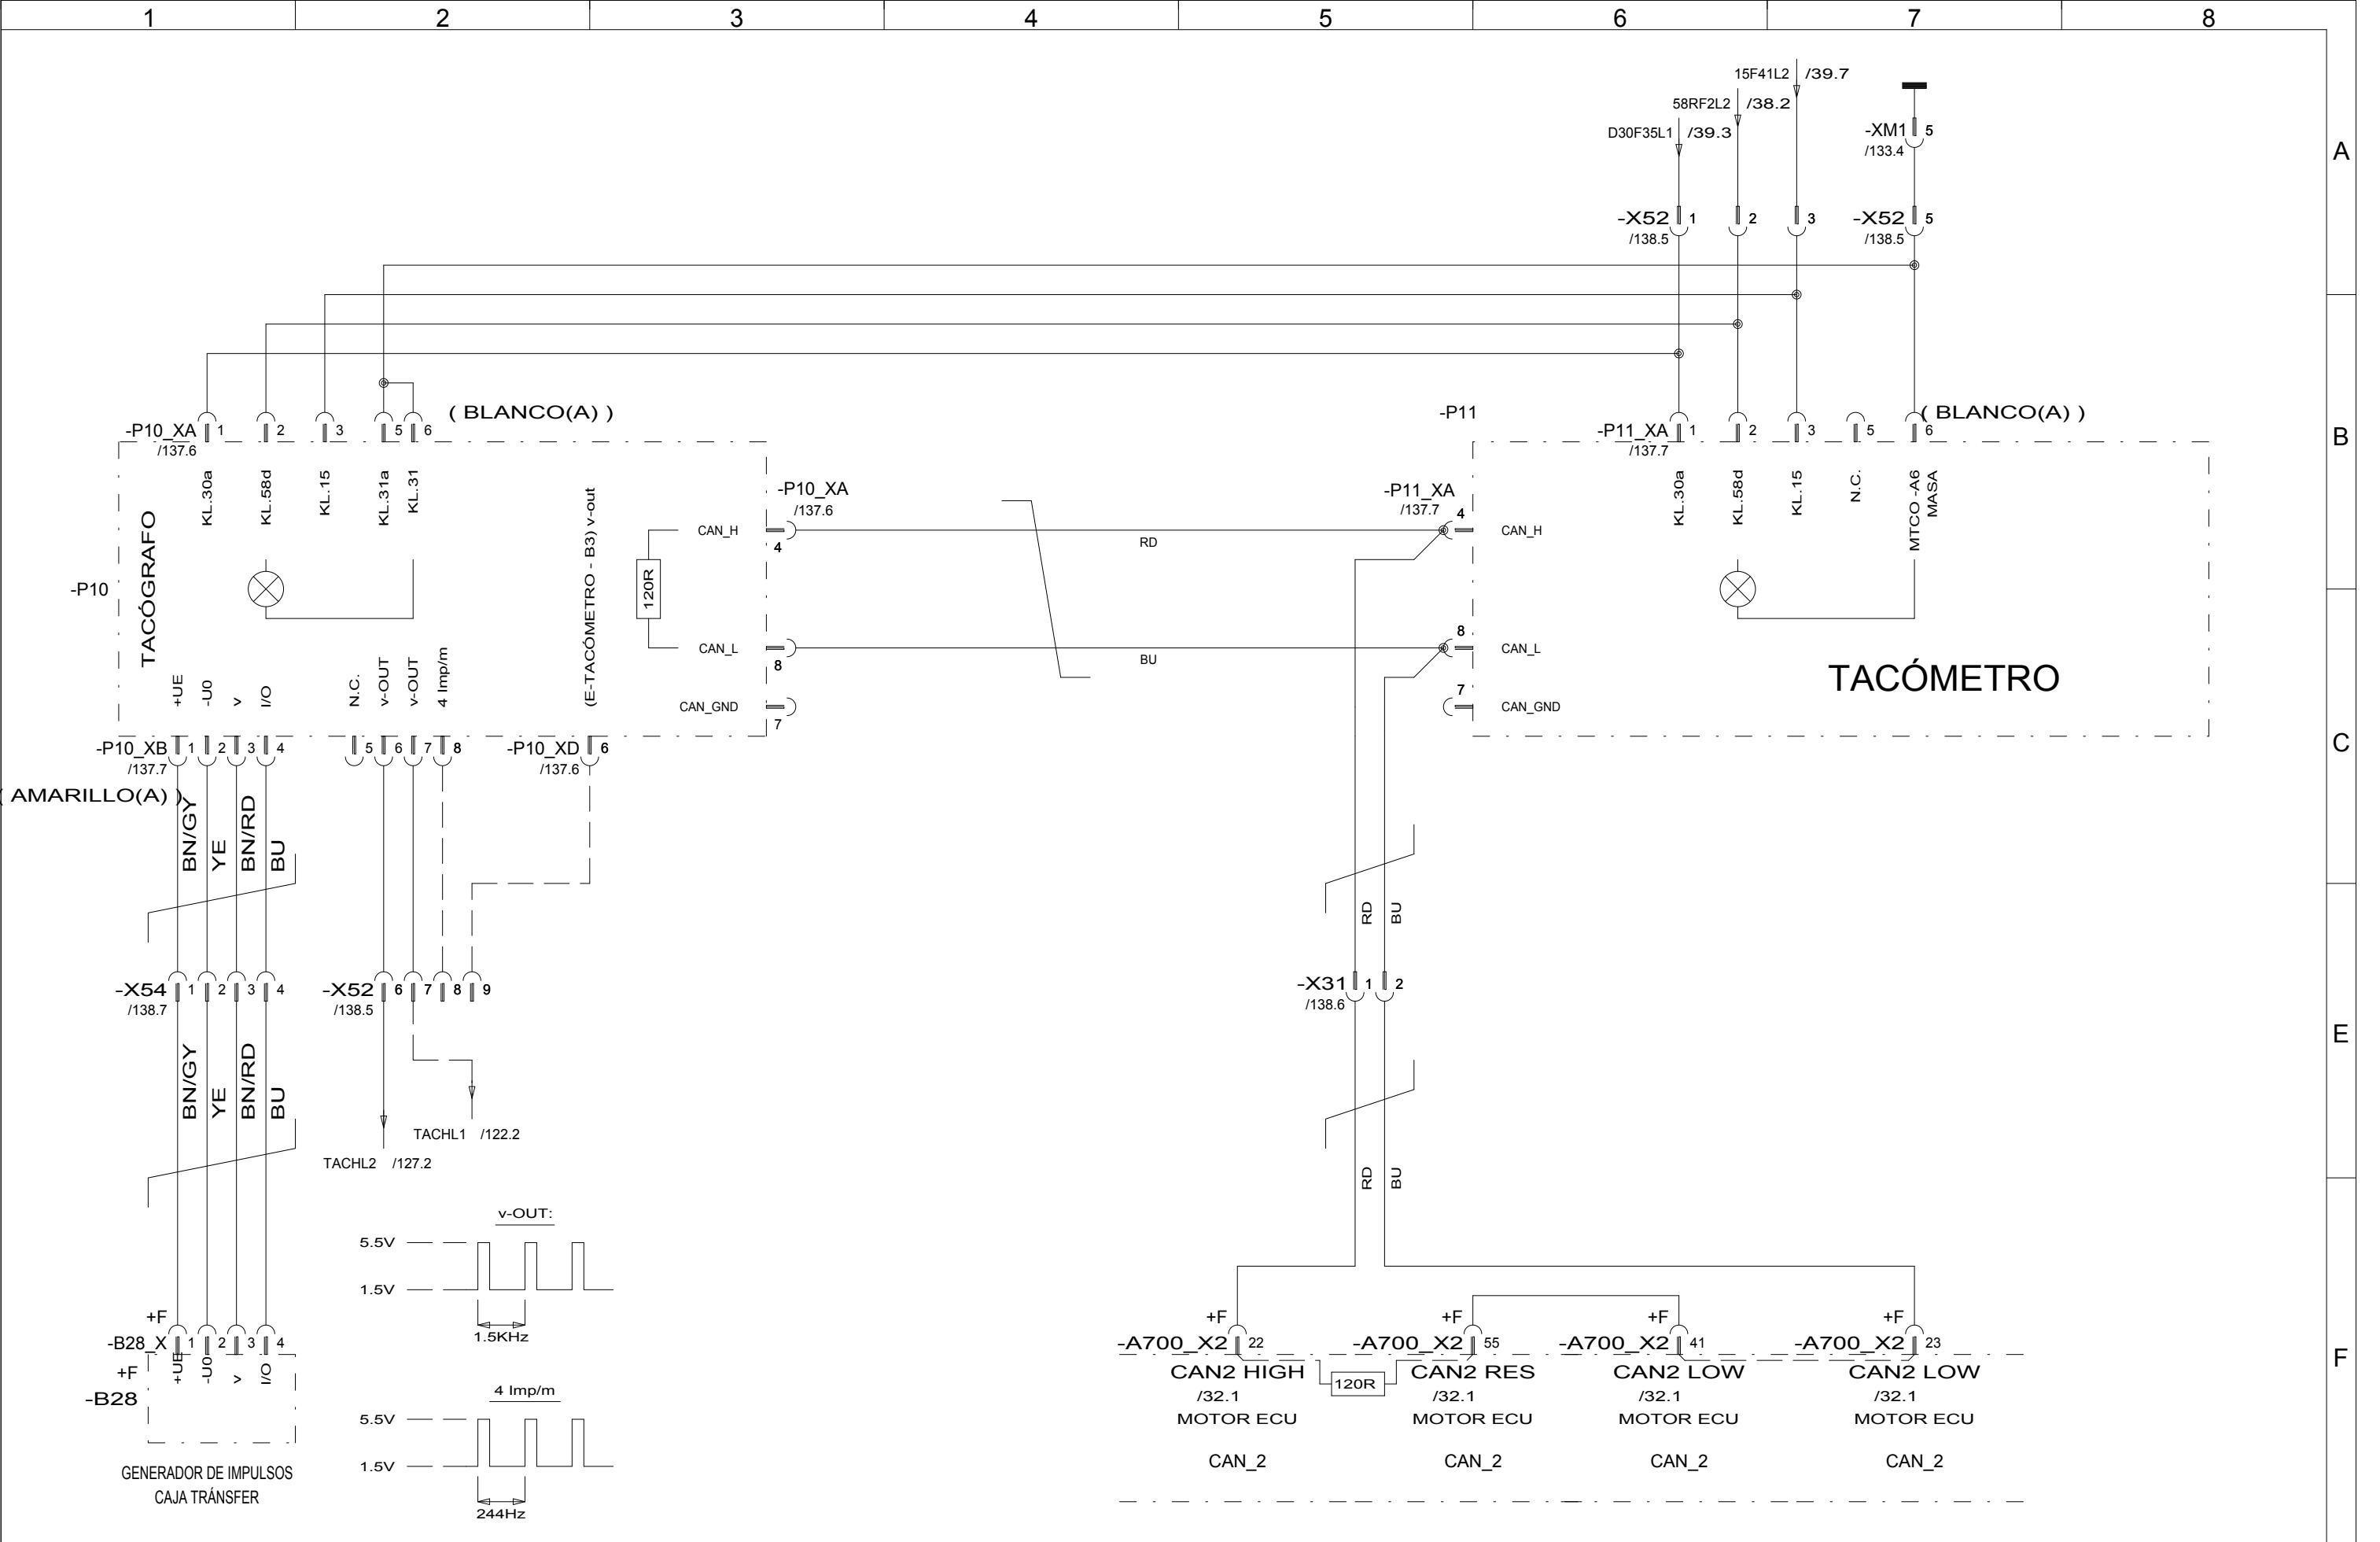 1 2 3 4 5 6 7 8
15F41L2 /39.7
58RF2L2 /38.2
D30F35L1 /39.3
-XM1 5
/133.4
A
-X52 1 2 3 -X52 5
/138.5 /138.5
( BLANCO(A) ) -P11 ( BLANCO(A) )
-P10_XA 1 2 3 5 6 -P11_XA 1 2 3 5 6
/137.6 /137.7
B
KL.30a
KL.58d
KL.15
KL.31a
KL.31
(E-TACÓMETRO - B3) v-out
TACÓGRAFO
-P10
-P10_XA
/137.6
CAN_H
4
120R
CAN_L
8
CAN_GND
7
RD
BU
-P11_XA
/137.7
4
CAN_H
8
CAN_L
7
CAN_GND
KL.30a
KL.58d
KL.15
N.C.
MTCO -A6
MASA
TACÓMETRO
+UE
-U0
v
I/O
N.C.
v-OUT
v-OUT
4 Imp/m
-P10_XB 1 2 3 4 5 6 7 8 -P10_XD 6
/137.7 /137.6
C
( AMARILLO(A) )
BN/GY
YE
BN/RD
BU
RD
BU
-X54 1 2 3 4 -X52 6 7 8 9 -X31 1 2
/138.7 /138.5 /138.6
E
BN/GY
YE
BN/RD
BU
TACHL1 /122.2
TACHL2 /127.2
RD
BU
v-OUT:
5.5V
1.5V
1.5KHz
+F
-B28_X 1 2 3 4
+UE
-U0
v
I/O
+F
-B28
GENERADOR DE IMPULSOS
CAJA TRÁNSFER
4 Imp/m
5.5V
1.5V
244Hz
+F +F +F +F
-A700_X2 22 -A700_X2 55 -A700_X2 41 -A700_X2 23
F
CAN2 HIGH 120R CAN2 RES CAN2 LOW CAN2 LOW
/32.1 /32.1 /32.1 /32.1
MOTOR ECU MOTOR ECU MOTOR ECU MOTOR ECU
CAN_2 CAN_2 CAN_2 CAN_2